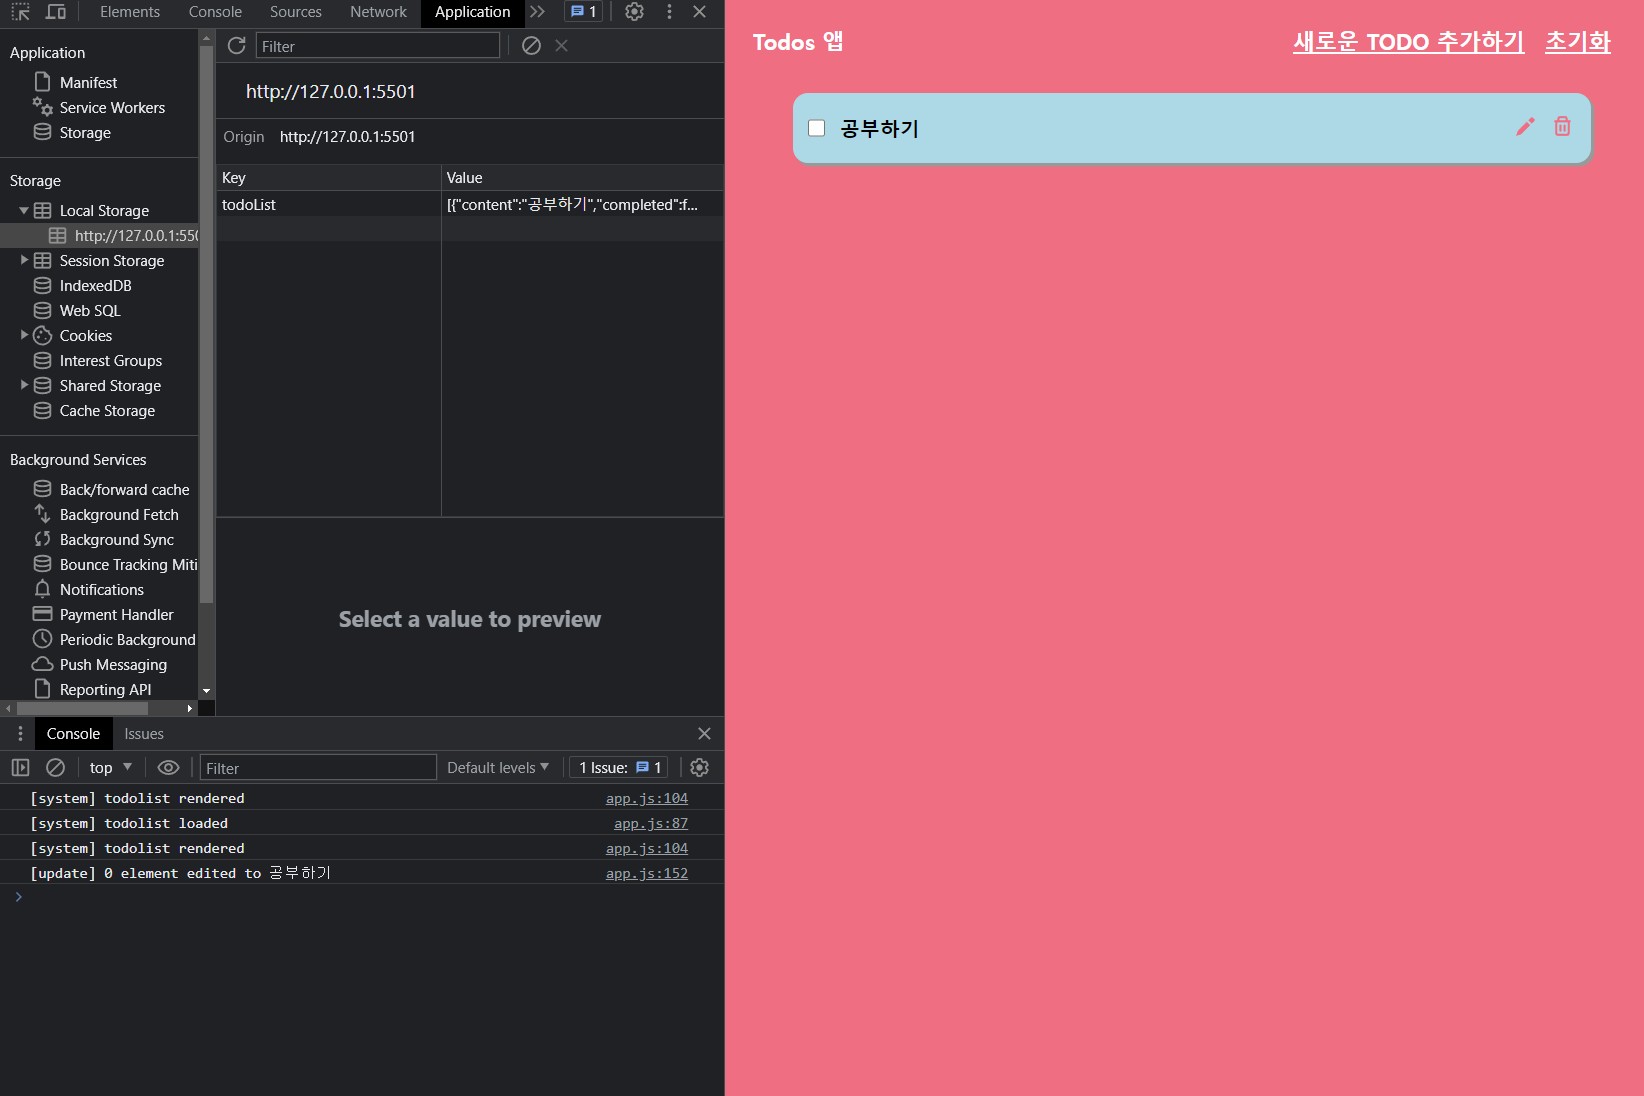 Elements Console Sources Network Application 1
Application
Manifest
Service Workers
Storage
Storage
Local Storage
http://127.0.0.1:550
Session Storage
IndexedDB
Web SQL
Cookies
Interest Groups
Shared Storage
Cache Storage
Background Services
Back/forward cache
Background Fetch
Background Sync
Bounce Tracking Miti
Notifications
Payment Handler
Periodic Background
Push Messaging
Reporting API
Filter
http://127.0.0.1:5501
Origin http://127.0.0.1:5501
Key Value
todoList [{"content":"공부하기","completed":f...
Select a value to preview
Console Issues
top Filter Default levels 1 Issue: 1
[system] todolist rendered app.js:104
[system] todolist loaded app.js:87
[system] todolist rendered app.js:104
[update] 0 element edited to 공부하기 app.js:152
Todos 앱 새로운 TODO 추가하기 초기화
공부하기